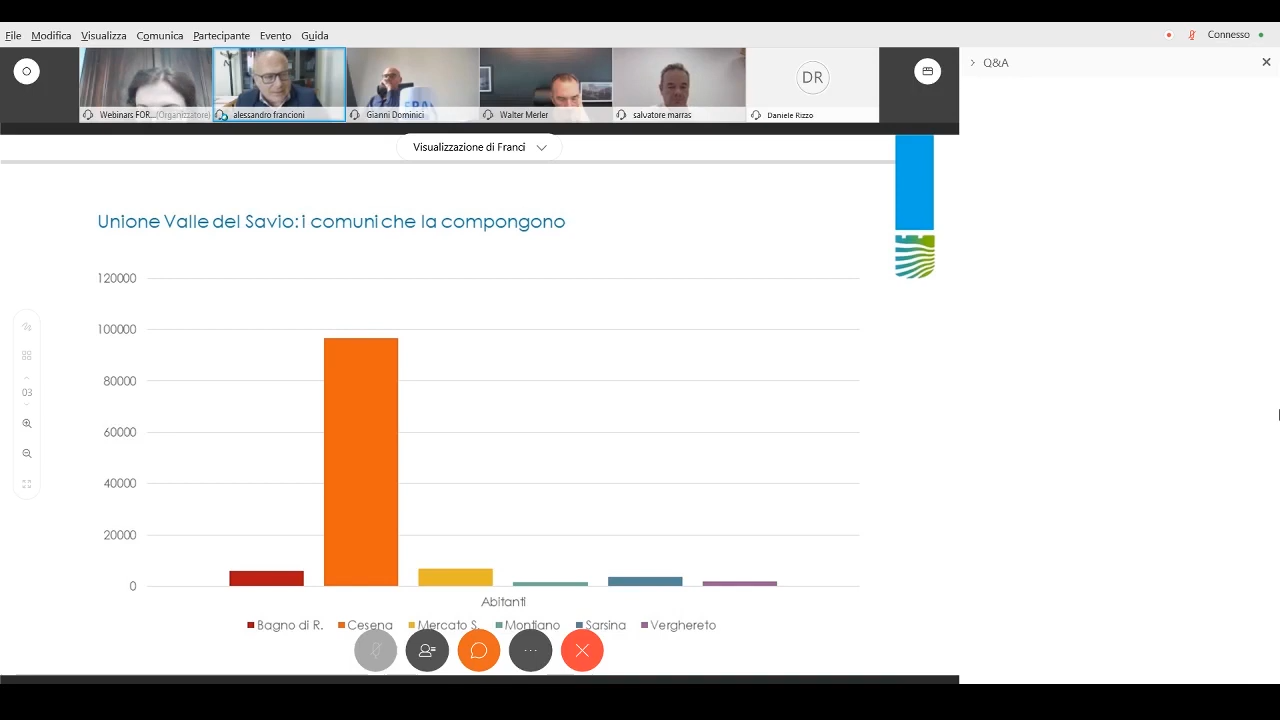 File Modifica Visualizza Comunica Partecipante Evento Guida
Connesso
Q&A
Webinars FOR... (Organizzatore)
alessandro francioni
Gianni Dominici
Walter Merler
salvatore marras
DR
Daniele Rizzo
Visualizzazione di Franci
Unione Valle del Savio: i comuni che la compongono
120000
100000
80000
60000
40000
20000
0
03
Abitanti
Bagno di R. Cesena Mercato S. Montiano Sarsina Verghereto